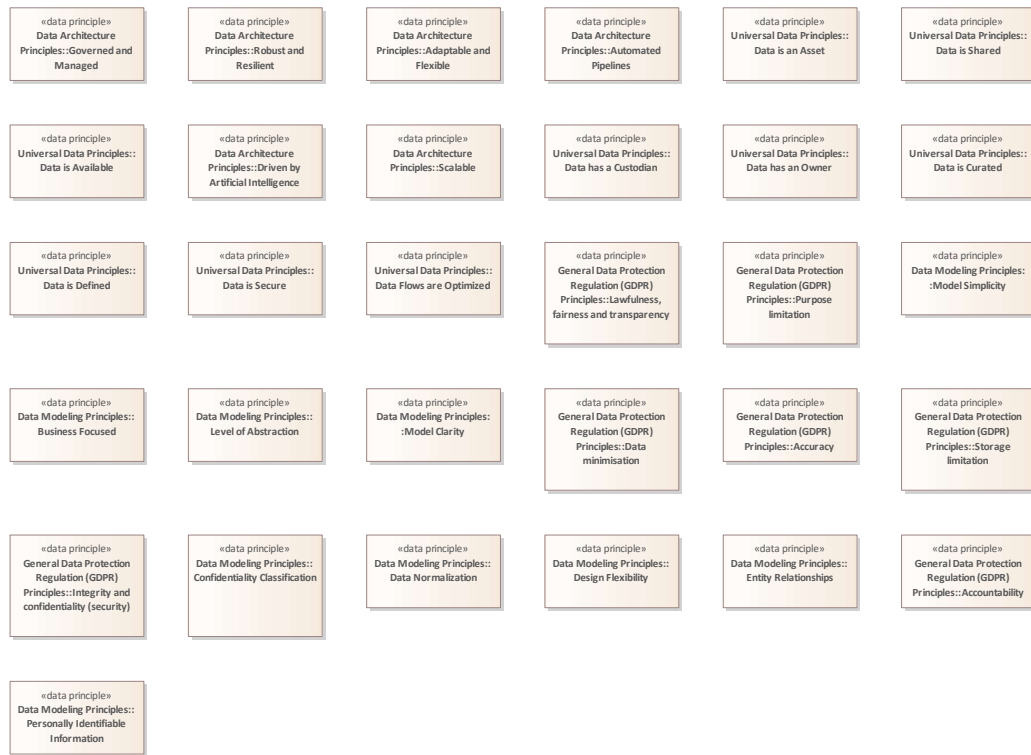 «data principle»
Data Architecture
Principles::Governed and
Managed
«data principle»
Data Architecture
Principles::Robust and
Resilient
«data principle»
Data Architecture
Principles::Adaptable and
Flexible
«data principle»
Data Architecture
Principles::Automated
Pipelines
«data principle»
Universal Data Principles::
Data is an Asset
«data principle»
Universal Data Principles::
Data is Shared
«data principle»
Universal Data Principles::
Data is Available
«data principle»
Data Architecture
Principles::Driven by
Artificial Intelligence
«data principle»
Data Architecture
Principles::Scalable
«data principle»
Universal Data Principles::
Data has a Custodian
«data principle»
Universal Data Principles::
Data has an Owner
«data principle»
Universal Data Principles::
Data is Curated
«data principle»
Universal Data Principles::
Data is Defined
«data principle»
Universal Data Principles::
Data is Secure
«data principle»
Universal Data Principles::
Data Flows are Optimized
«data principle»
General Data Protection
Regulation (GDPR)
Principles::Lawfulness,
fairness and transparency
«data principle»
General Data Protection
Regulation (GDPR)
Principles::Purpose
limitation
«data principle»
Data Modeling Principles:
:Model Simplicity
«data principle»
Data Modeling Principles::
Business Focused
«data principle»
Data Modeling Principles::
Level of Abstraction
«data principle»
Data Modeling Principles:
:Model Clarity
«data principle»
General Data Protection
Regulation (GDPR)
Principles::Data
minimisation
«data principle»
General Data Protection
Regulation (GDPR)
Principles::Accuracy
«data principle»
General Data Protection
Regulation (GDPR)
Principles::Storage
limitation
«data principle»
General Data Protection
Regulation (GDPR)
Principles::Integrity and
confidentiality (security)
«data principle»
Data Modeling Principles::
Confidentiality Classification
«data principle»
Data Modeling Principles::
Data Normalization
«data principle»
Data Modeling Principles::
Design Flexibility
«data principle»
Data Modeling Principles::
Entity Relationships
«data principle»
General Data Protection
Regulation (GDPR)
Principles::Accountability
«data principle»
Data Modeling Principles::
Personally Identifiable
Information